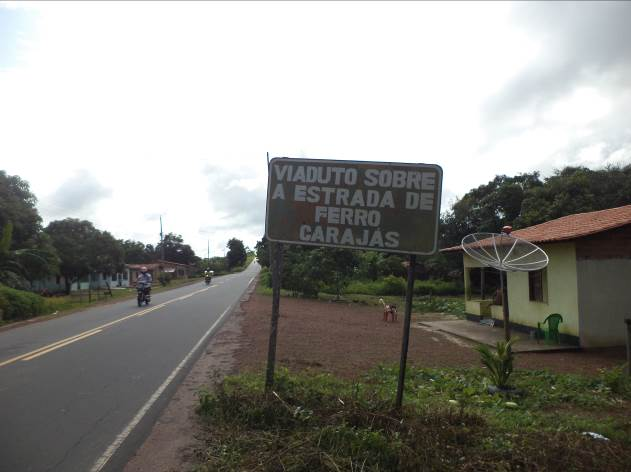 VIADUTO SOBRE
A ESTRADA DE
FERRO
CARAJÁS